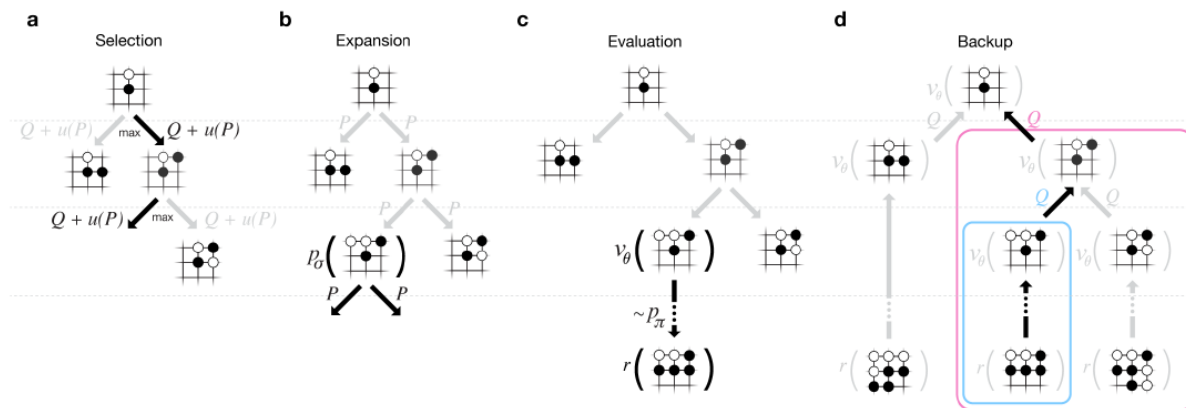 a
Selection
Q + u(P)
max
Q + u(P)
Q + u(P)
max
Q + u(P)
b
Expansion
P
P
P
P
pσ( )
P
P
c
Evaluation
vθ( )
~pπ
r( )
d
Backup
vθ( )
Q
Q
vθ( )
vθ( )
Q
Q
vθ( )
vθ( )
r( )
r( )
r( )